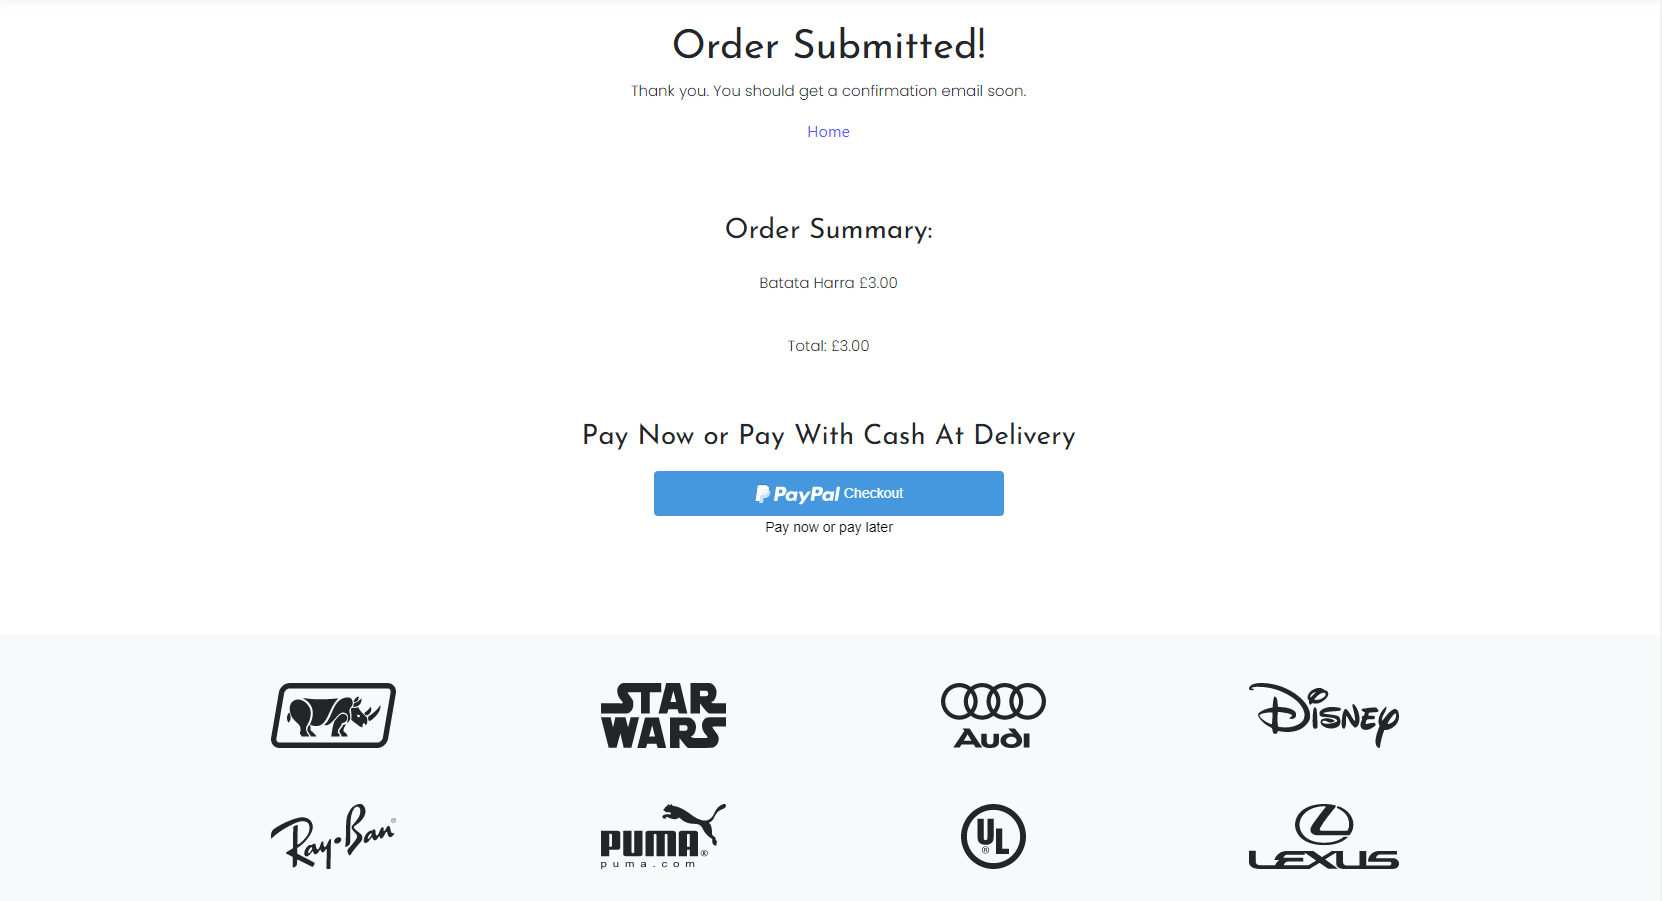 Order Submitted!
Thank you. You should get a confirmation email soon.
Home
Order Summary:
Batata Harra £3.00
Total: £3.00
Pay Now or Pay With Cash At Delivery
PayPal Checkout
Pay now or pay later
STAR
WARS
Audi
Disney
Ray-Ban®
PUMA®
puma.com
UL®
LEXUS